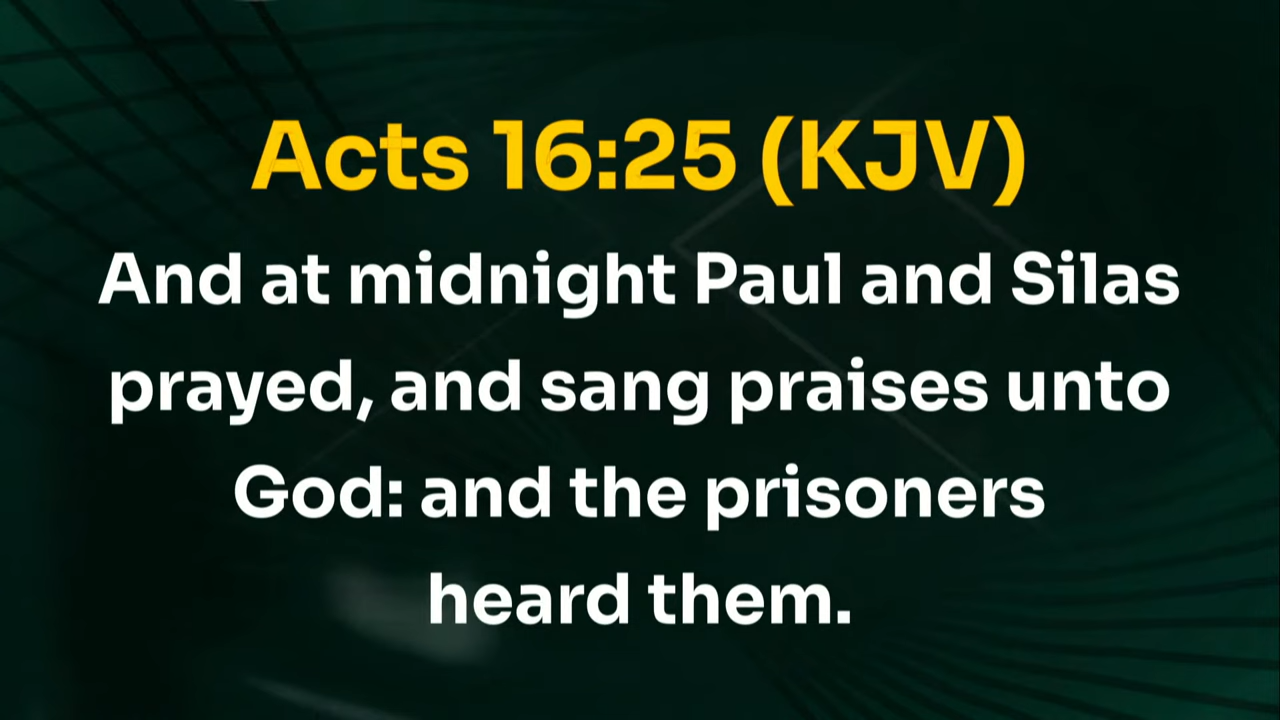 Acts 16:25 (KJV)
And at midnight Paul and Silas
prayed, and sang praises unto
God: and the prisoners
heard them.